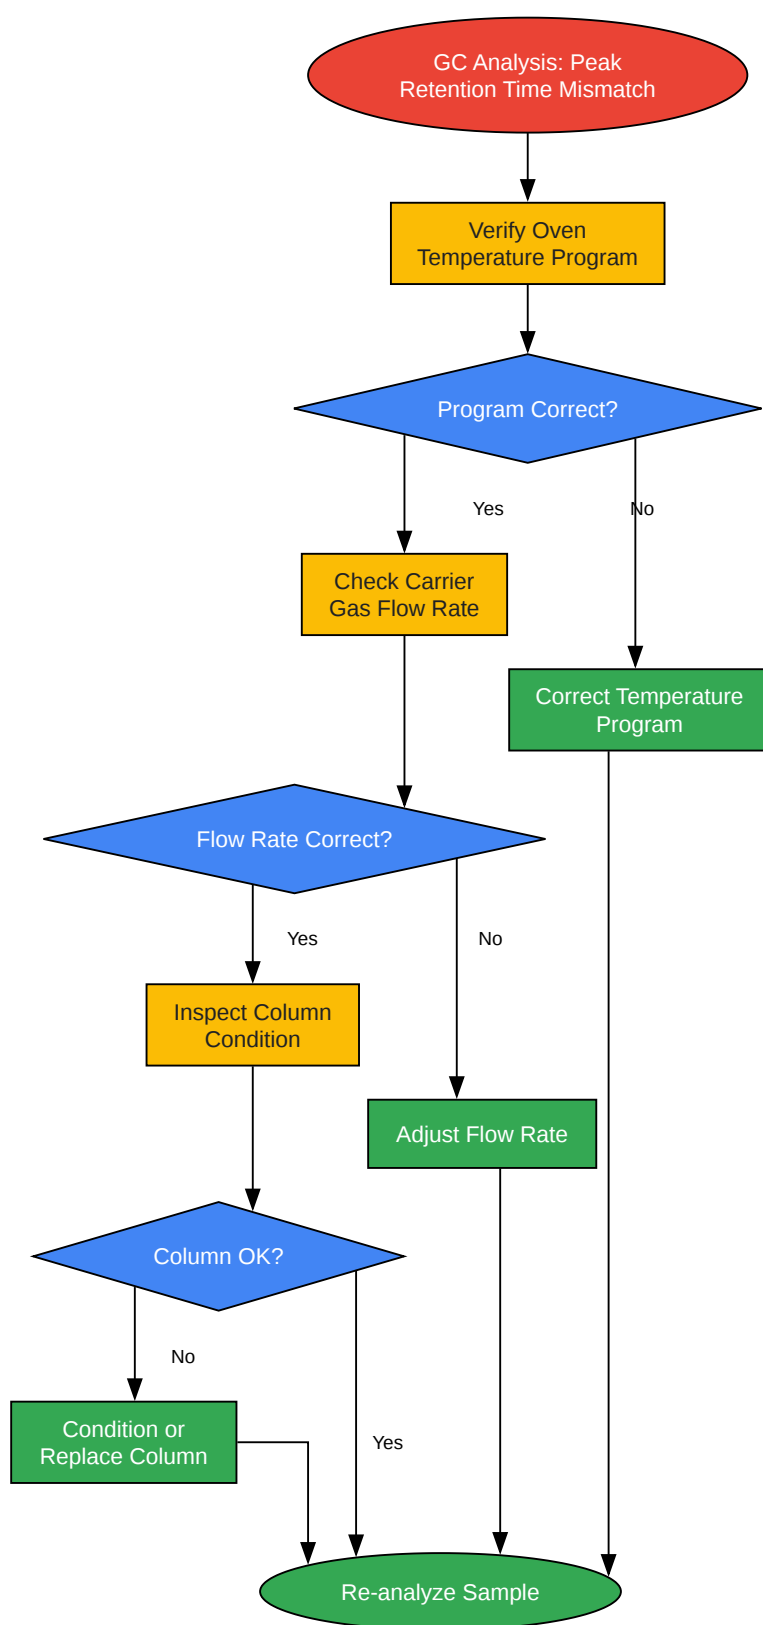 GC Analysis: Peak
Retention Time Mismatch
Verify Oven
Temperature Program
Program Correct?
Yes
No
Check Carrier
Gas Flow Rate
Correct Temperature
Program
Flow Rate Correct?
Yes
No
Inspect Column
Condition
Adjust Flow Rate
Column OK?
No
Yes
Condition or
Replace Column
Re-analyze Sample